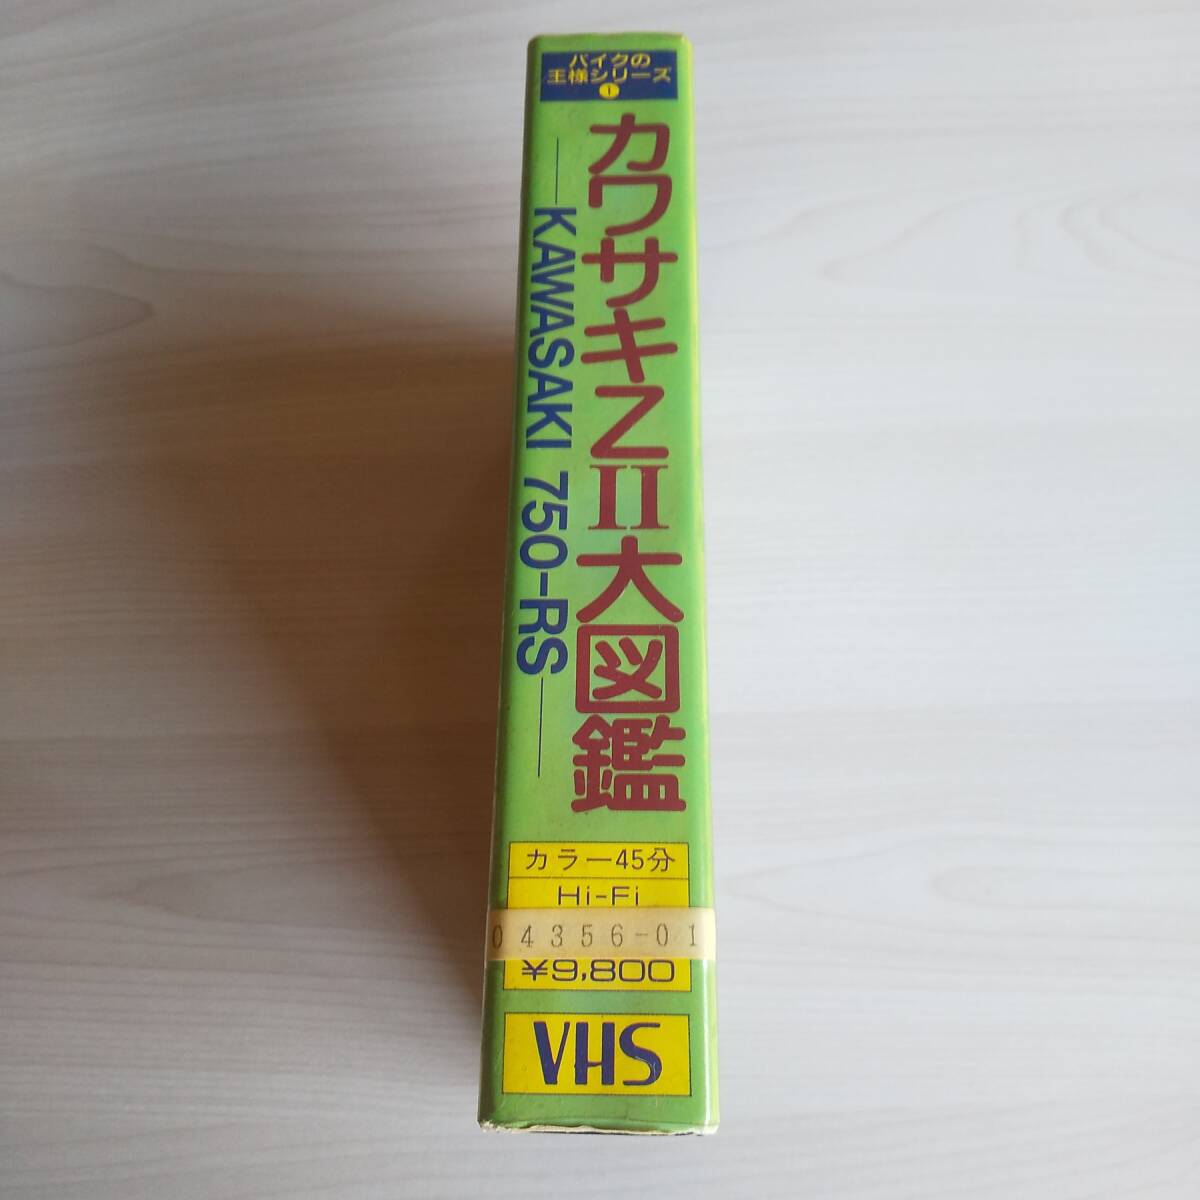 バイクの
王様シリーズ
1
カワサキZII大図鑑
KAWASAKI 750-RS
カラー45分
Hi-Fi
04356-01
¥9,800
VHS